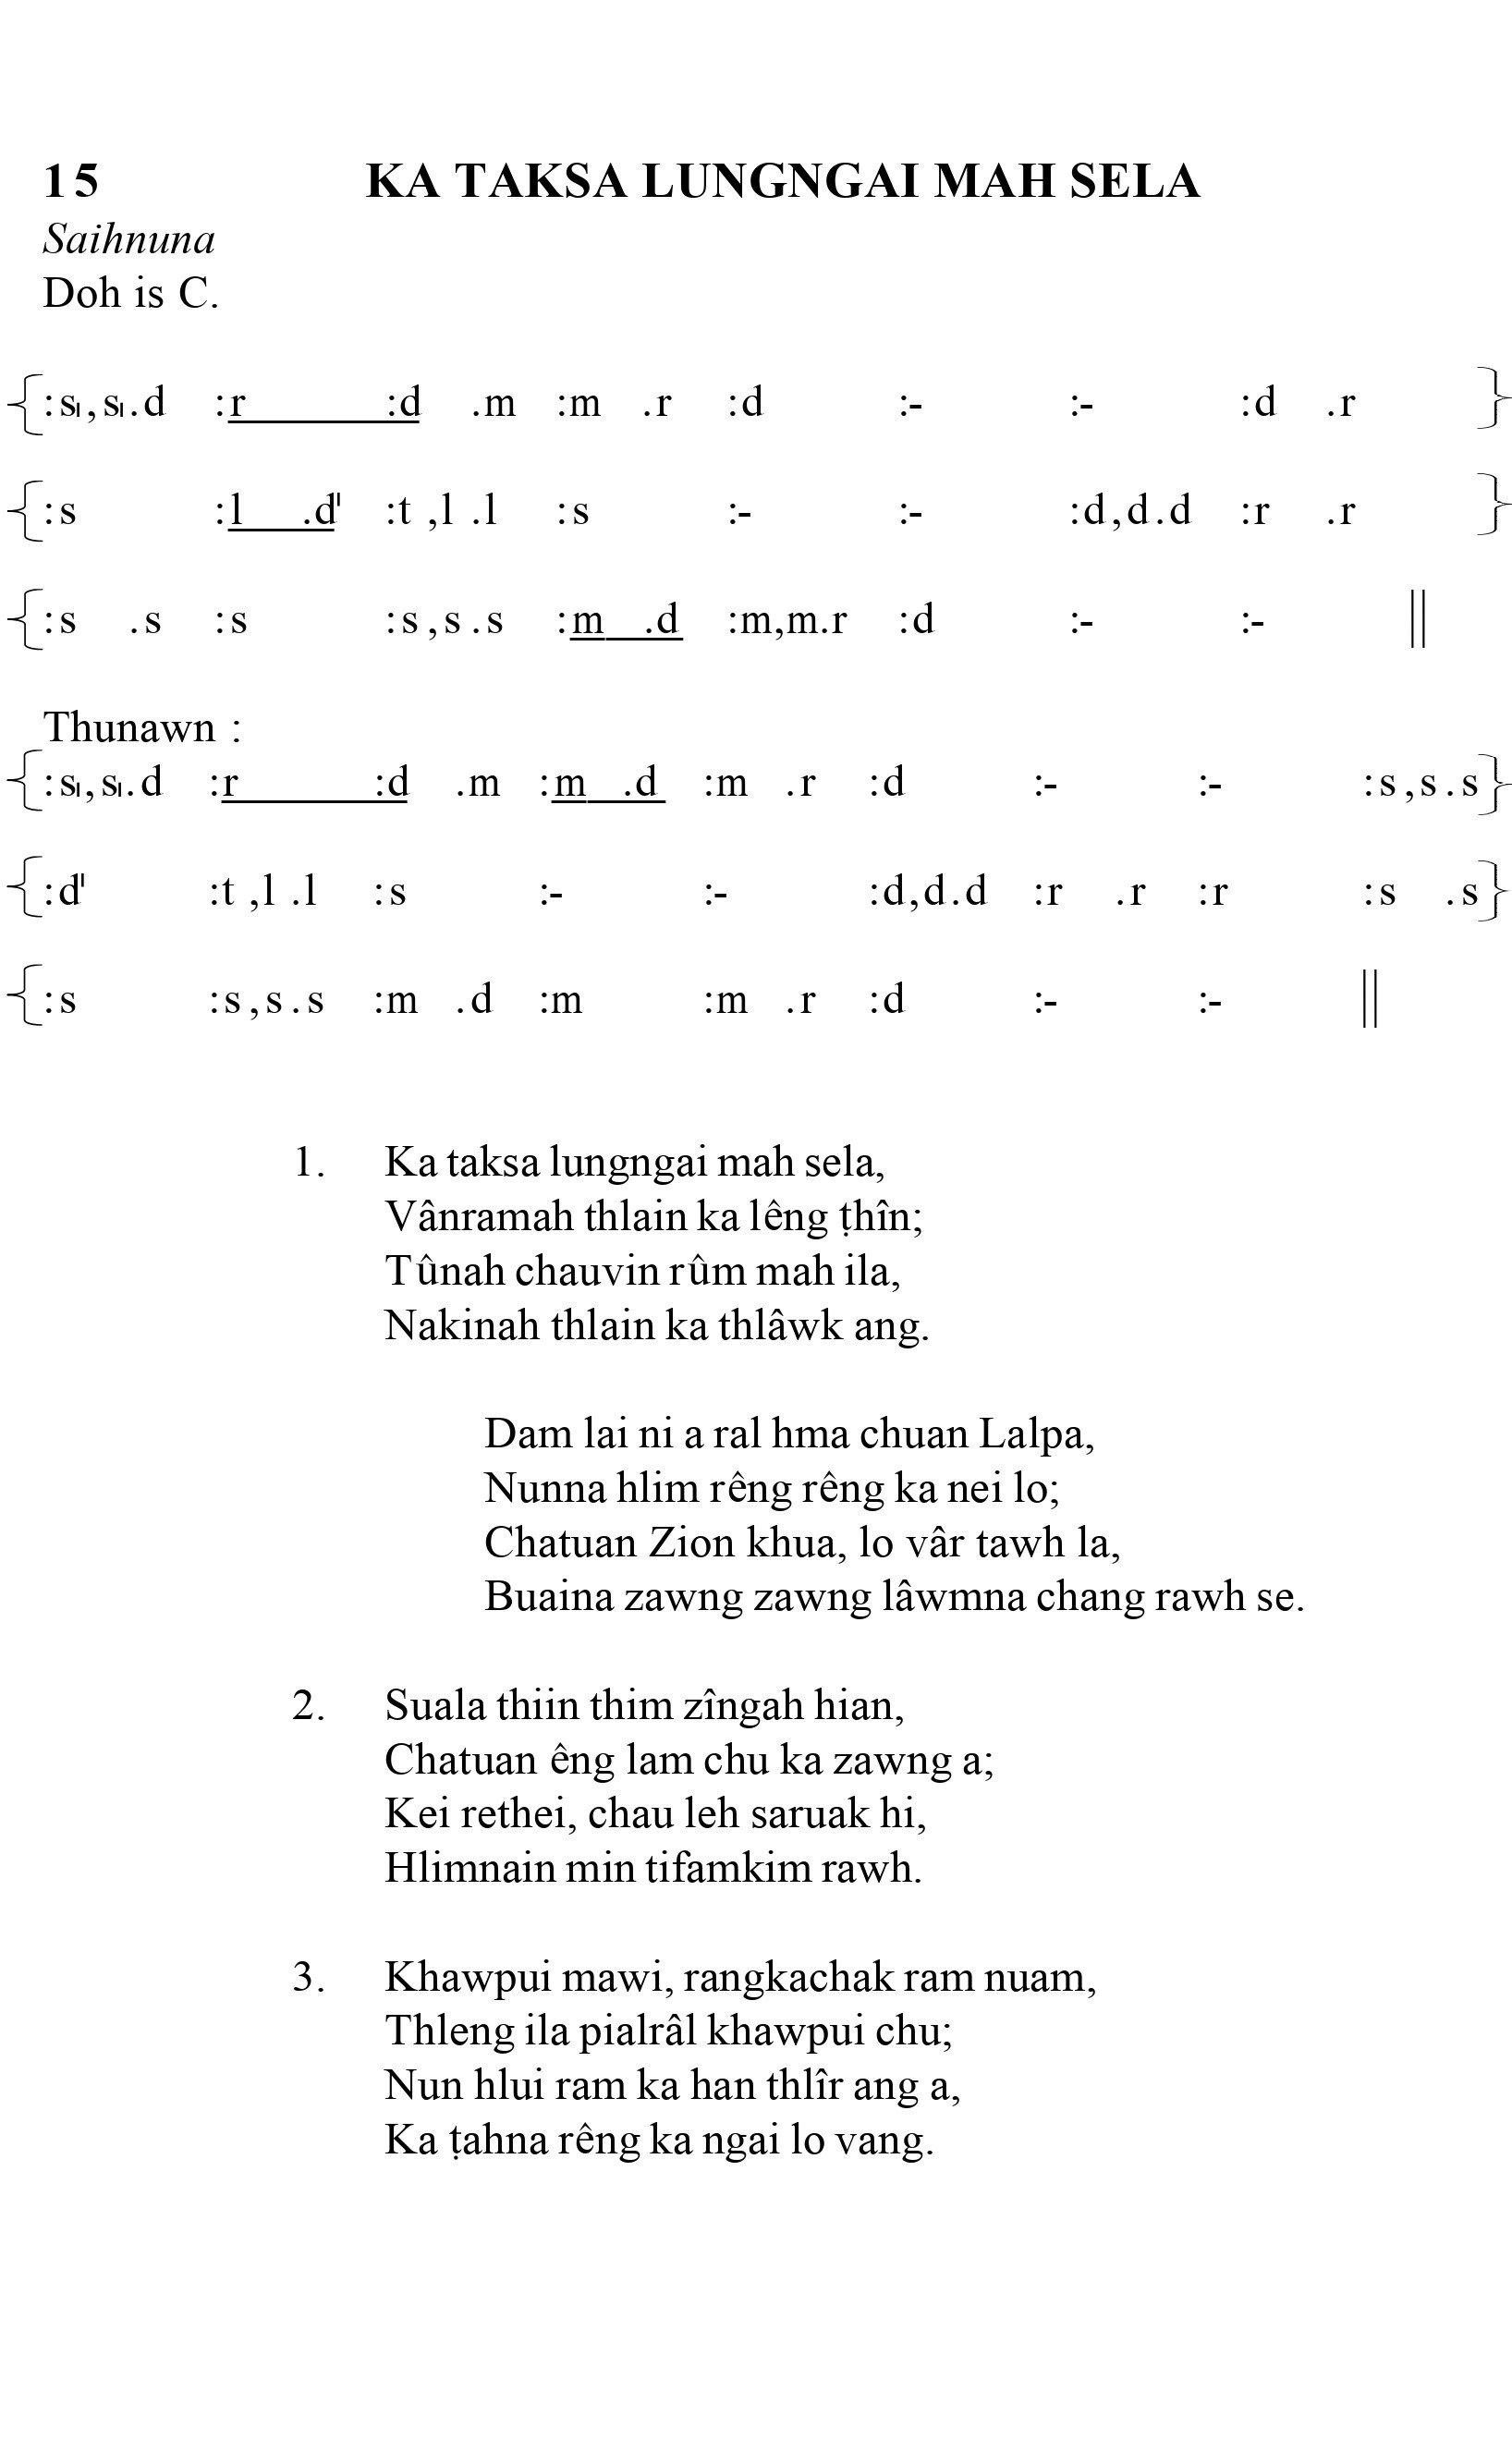 15 KA TAKSA LUNGNGAI MAH SELA
Saihnuna
Doh is C.
{:s₁,s₁.d :r :d .m :m .r :d :- :- :d .r }
{:s :l .d' :t ,l .l :s :- :- :d,d.d :r .r }
{:s .s :s :s,s.s :m .d :m,m.r :d :- :- ||
Thunawn :
{:s₁,s₁.d :r :d .m :m .d :m .r :d :- :- :s,s.s}
{:d' :t ,l .l :s :- :- :d,d.d :r .r :r :s .s}
{:s :s,s.s :m .d :m :m .r :d :- :- ||
1. Ka taksa lungngai mah sela,
Vânramah thlain ka lêng ṭhîn;
Tûnah chauvin rûm mah ila,
Nakinah thlain ka thlâwk ang.
Dam lai ni a ral hma chuan Lalpa,
Nunna hlim rêng rêng ka nei lo;
Chatuan Zion khua, lo vâr tawh la,
Buaina zawng zawng lâwmna chang rawh se.
2. Suala thiin thim zîngah hian,
Chatuan êng lam chu ka zawng a;
Kei rethei, chau leh saruak hi,
Hlimnain min tifamkim rawh.
3. Khawpui mawi, rangkachak ram nuam,
Thleng ila pialrâl khawpui chu;
Nun hlui ram ka han thlîr ang a,
Ka ṭahna rêng ka ngai lo vang.